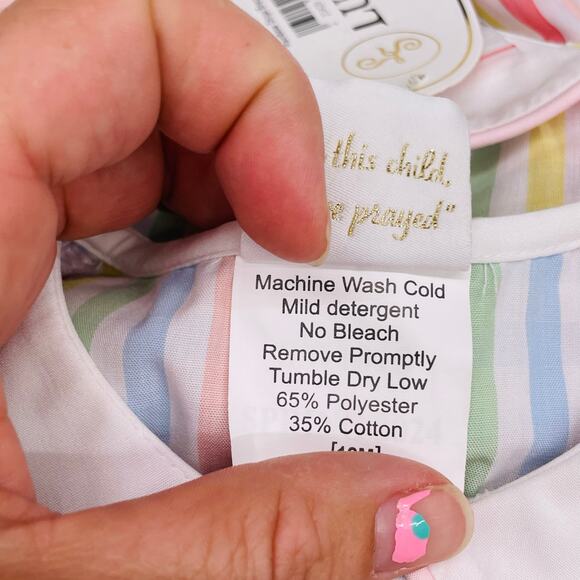 this child,
prayed"
Machine Wash Cold
Mild detergent
No Bleach
Remove Promptly
Tumble Dry Low
65% Polyester
35% Cotton